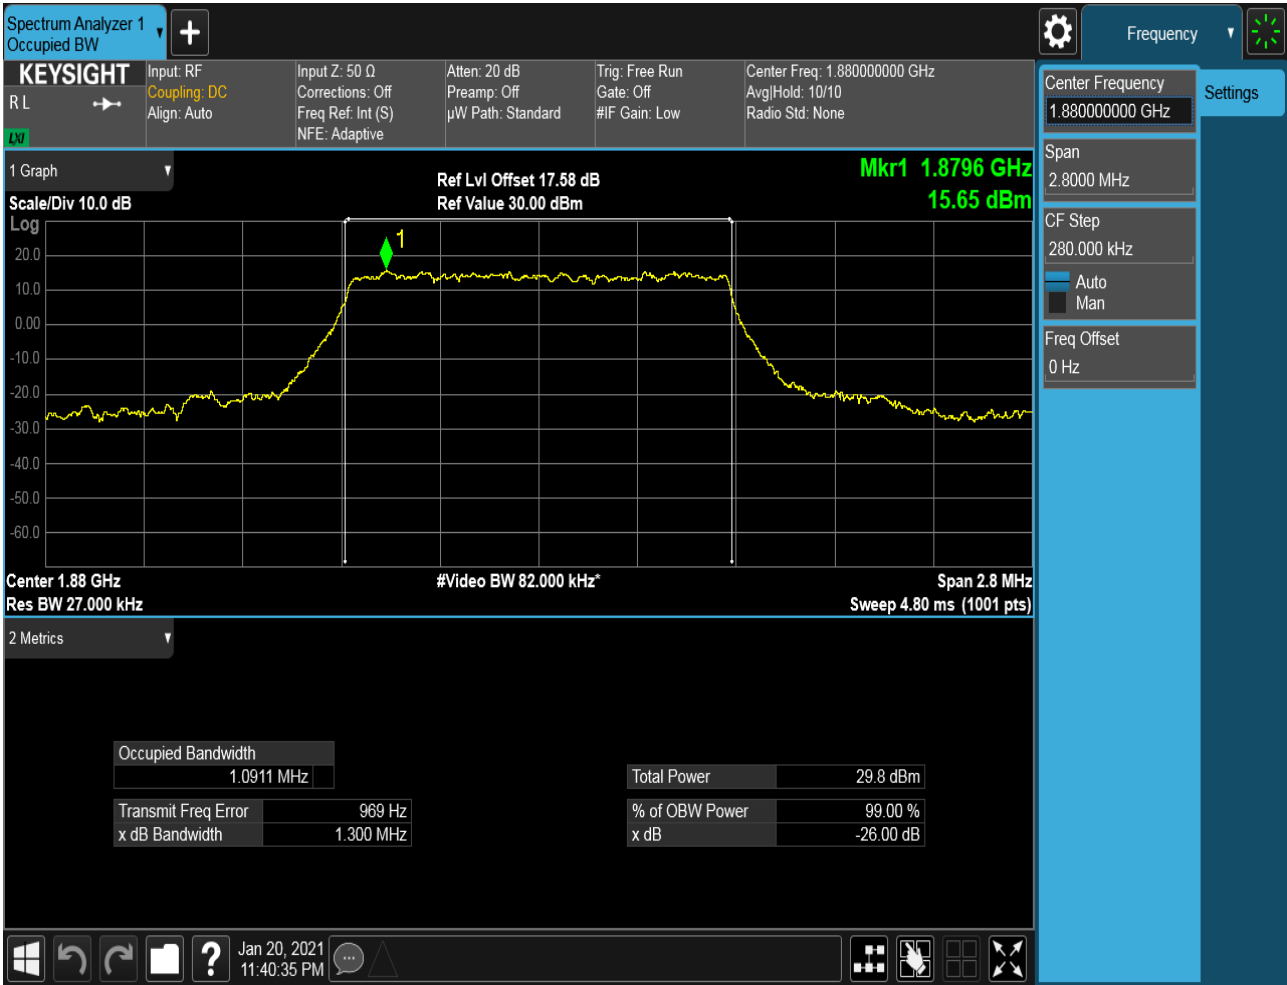 Spectrum Analyzer 1
Occupied BW
Frequency
KEYSIGHT
R L
LXI
Input: RF
Coupling: DC
Align: Auto
Input Z: 50 Ω
Corrections: Off
Freq Ref: Int (S)
NFE: Adaptive
Atten: 20 dB
Preamp: Off
µW Path: Standard
Trig: Free Run
Gate: Off
#IF Gain: Low
Center Freq: 1.880000000 GHz
Avg|Hold: 10/10
Radio Std: None
Center Frequency
1.880000000 GHz
Settings
Span
2.8000 MHz
CF Step
280.000 kHz
Auto
Man
Freq Offset
0 Hz
1 Graph
Scale/Div 10.0 dB
Ref Lvl Offset 17.58 dB
Ref Value 30.00 dBm
Mkr1 1.8796 GHz
15.65 dBm
Log
1
20.0
10.0
0.00
-10.0
-20.0
-30.0
-40.0
-50.0
-60.0
Center 1.88 GHz
#Video BW 82.000 kHz*
Span 2.8 MHz
Res BW 27.000 kHz
Sweep 4.80 ms (1001 pts)
2 Metrics
Occupied Bandwidth
1.0911 MHz
Total Power 29.8 dBm
Transmit Freq Error 969 Hz
% of OBW Power 99.00 %
x dB Bandwidth 1.300 MHz
x dB -26.00 dB
?
Jan 20, 2021
11:40:35 PM